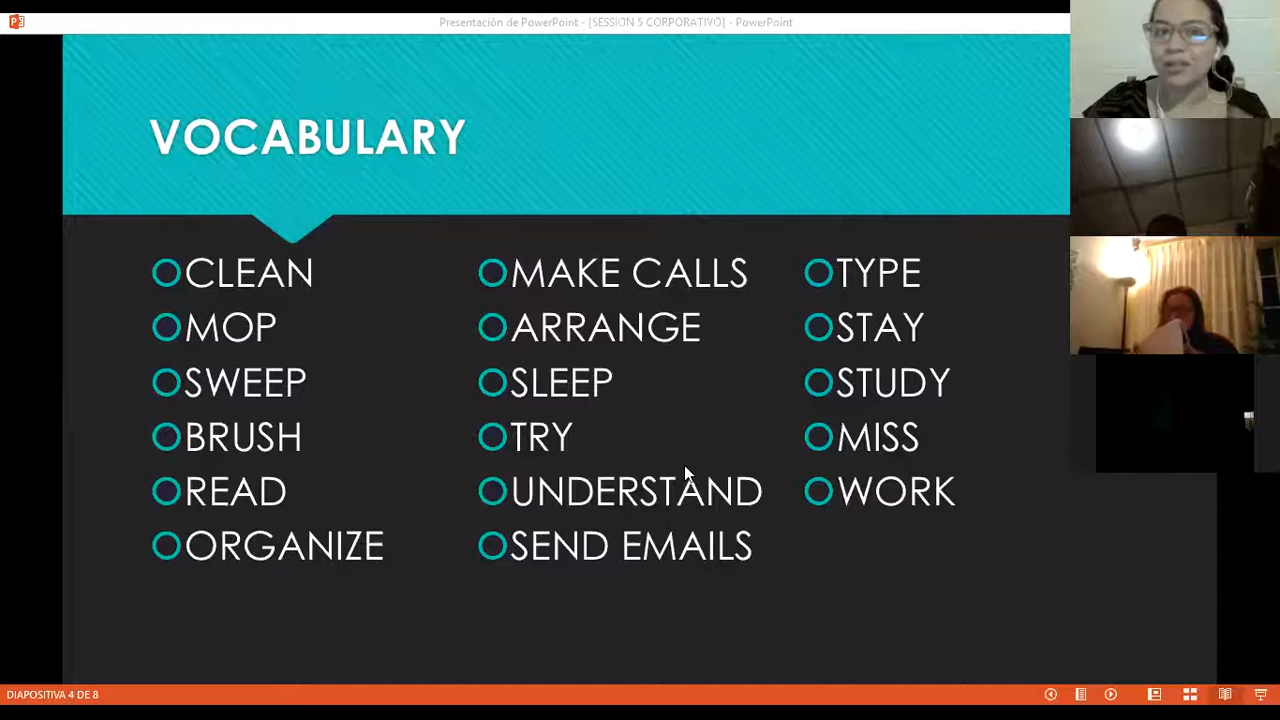 Presentación de PowerPoint - [SESSION 5 CORPORATIVO] - PowerPoint
VOCABULARY
CLEAN
MOP
SWEEP
BRUSH
READ
ORGANIZE
MAKE CALLS
ARRANGE
SLEEP
TRY
UNDERSTAND
SEND EMAILS
TYPE
STAY
STUDY
MISS
WORK
DIAPOSITIVA 4 DE 8